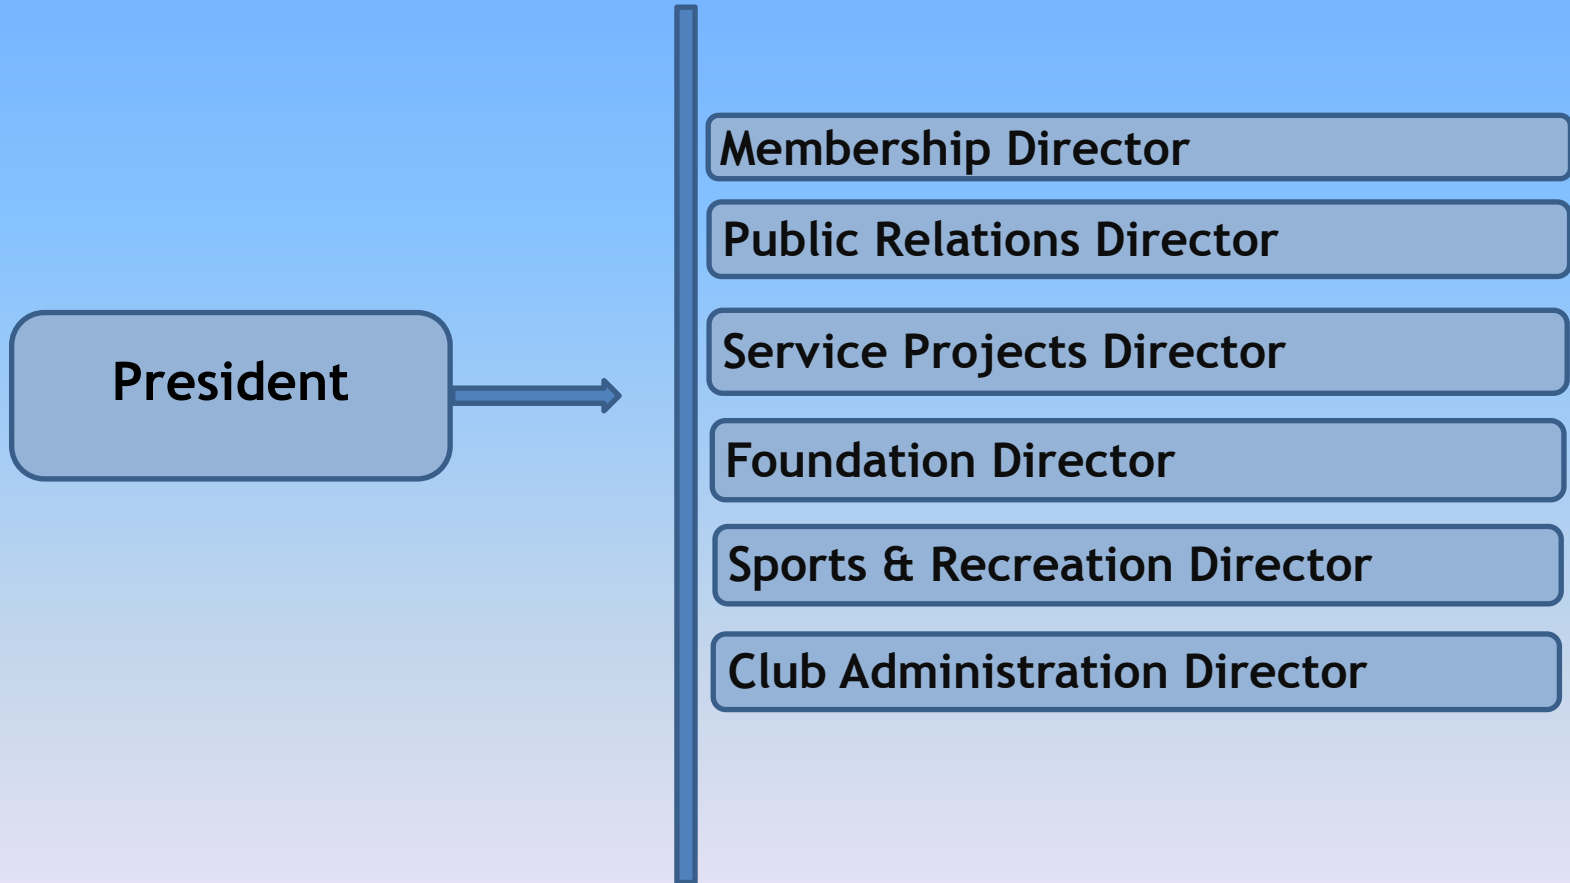 President
Membership Director
Public Relations Director
Service Projects Director
Foundation Director
Sports & Recreation Director
Club Administration Director